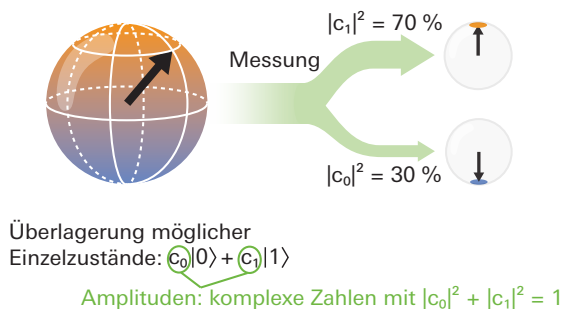 |c₁|² = 70 %
Messung
|c₀|² = 30 %
Überlagerung möglicher
Einzelzustände: c₀|0⟩ + c₁|1⟩
Amplituden: komplexe Zahlen mit |c₀|² + |c₁|² = 1